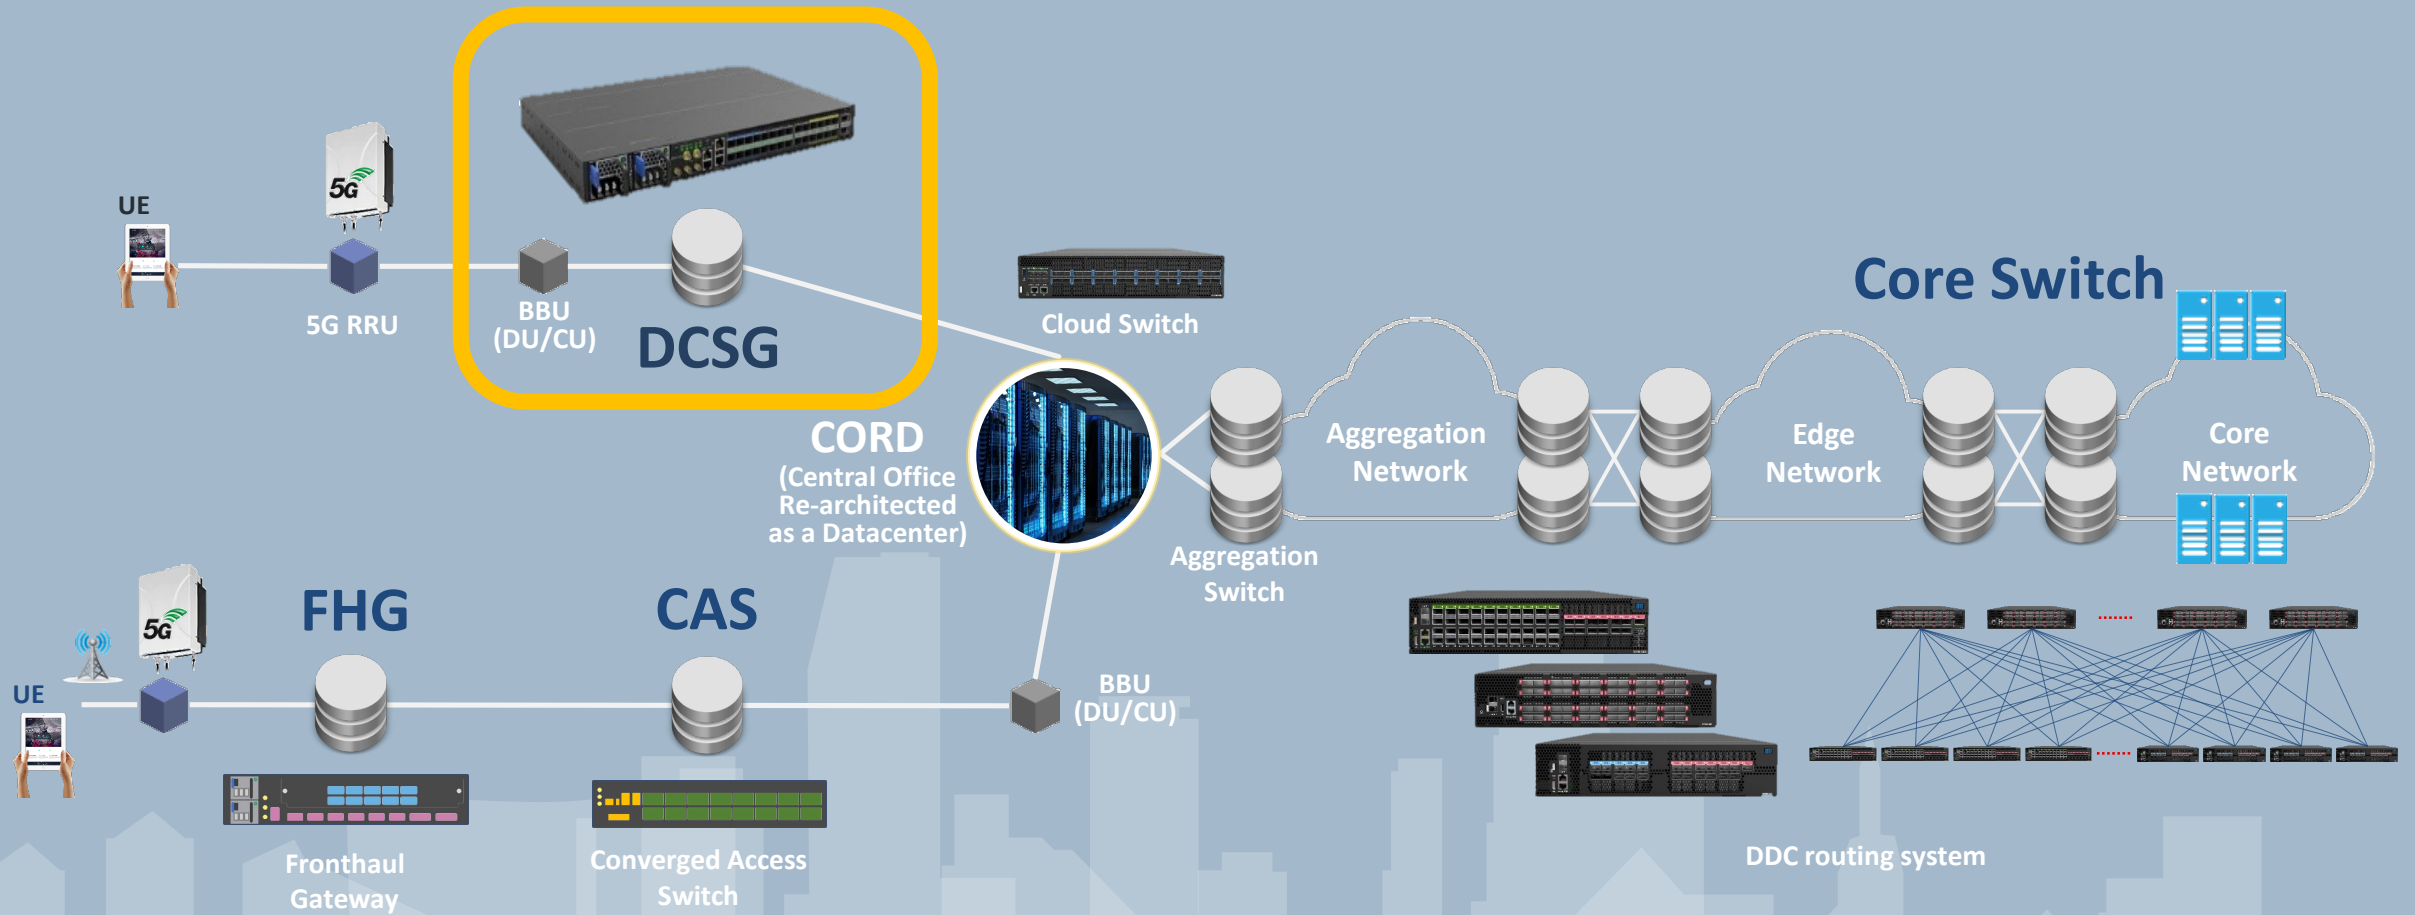 UE
5G
5G RRU
BBU
(DU/CU)
DCSG
Cloud Switch
Core Switch
CORD
(Central Office
Re-architected
as a Datacenter)
Aggregation
Network
Edge
Network
Core
Network
Aggregation
Switch
UE
5G
FHG
CAS
BBU
(DU/CU)
Fronthaul
Gateway
Converged Access
Switch
DDC routing system